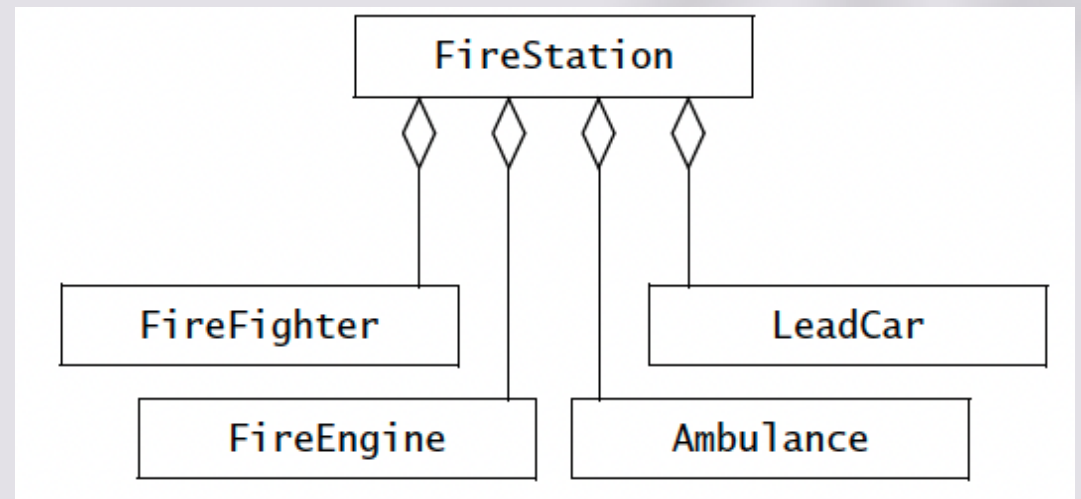 FireStation
FireFighter
LeadCar
FireEngine
Ambulance